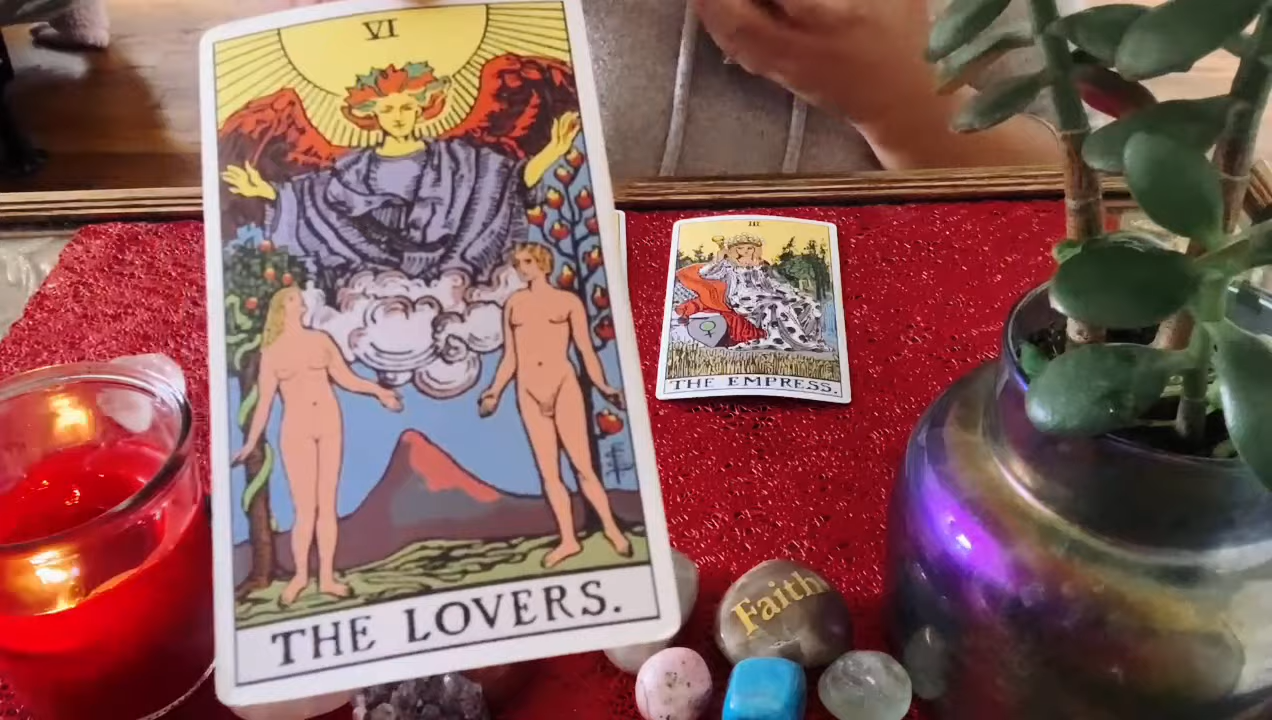 VI
THE LOVERS.
III
THE EMPRESS.
Faith